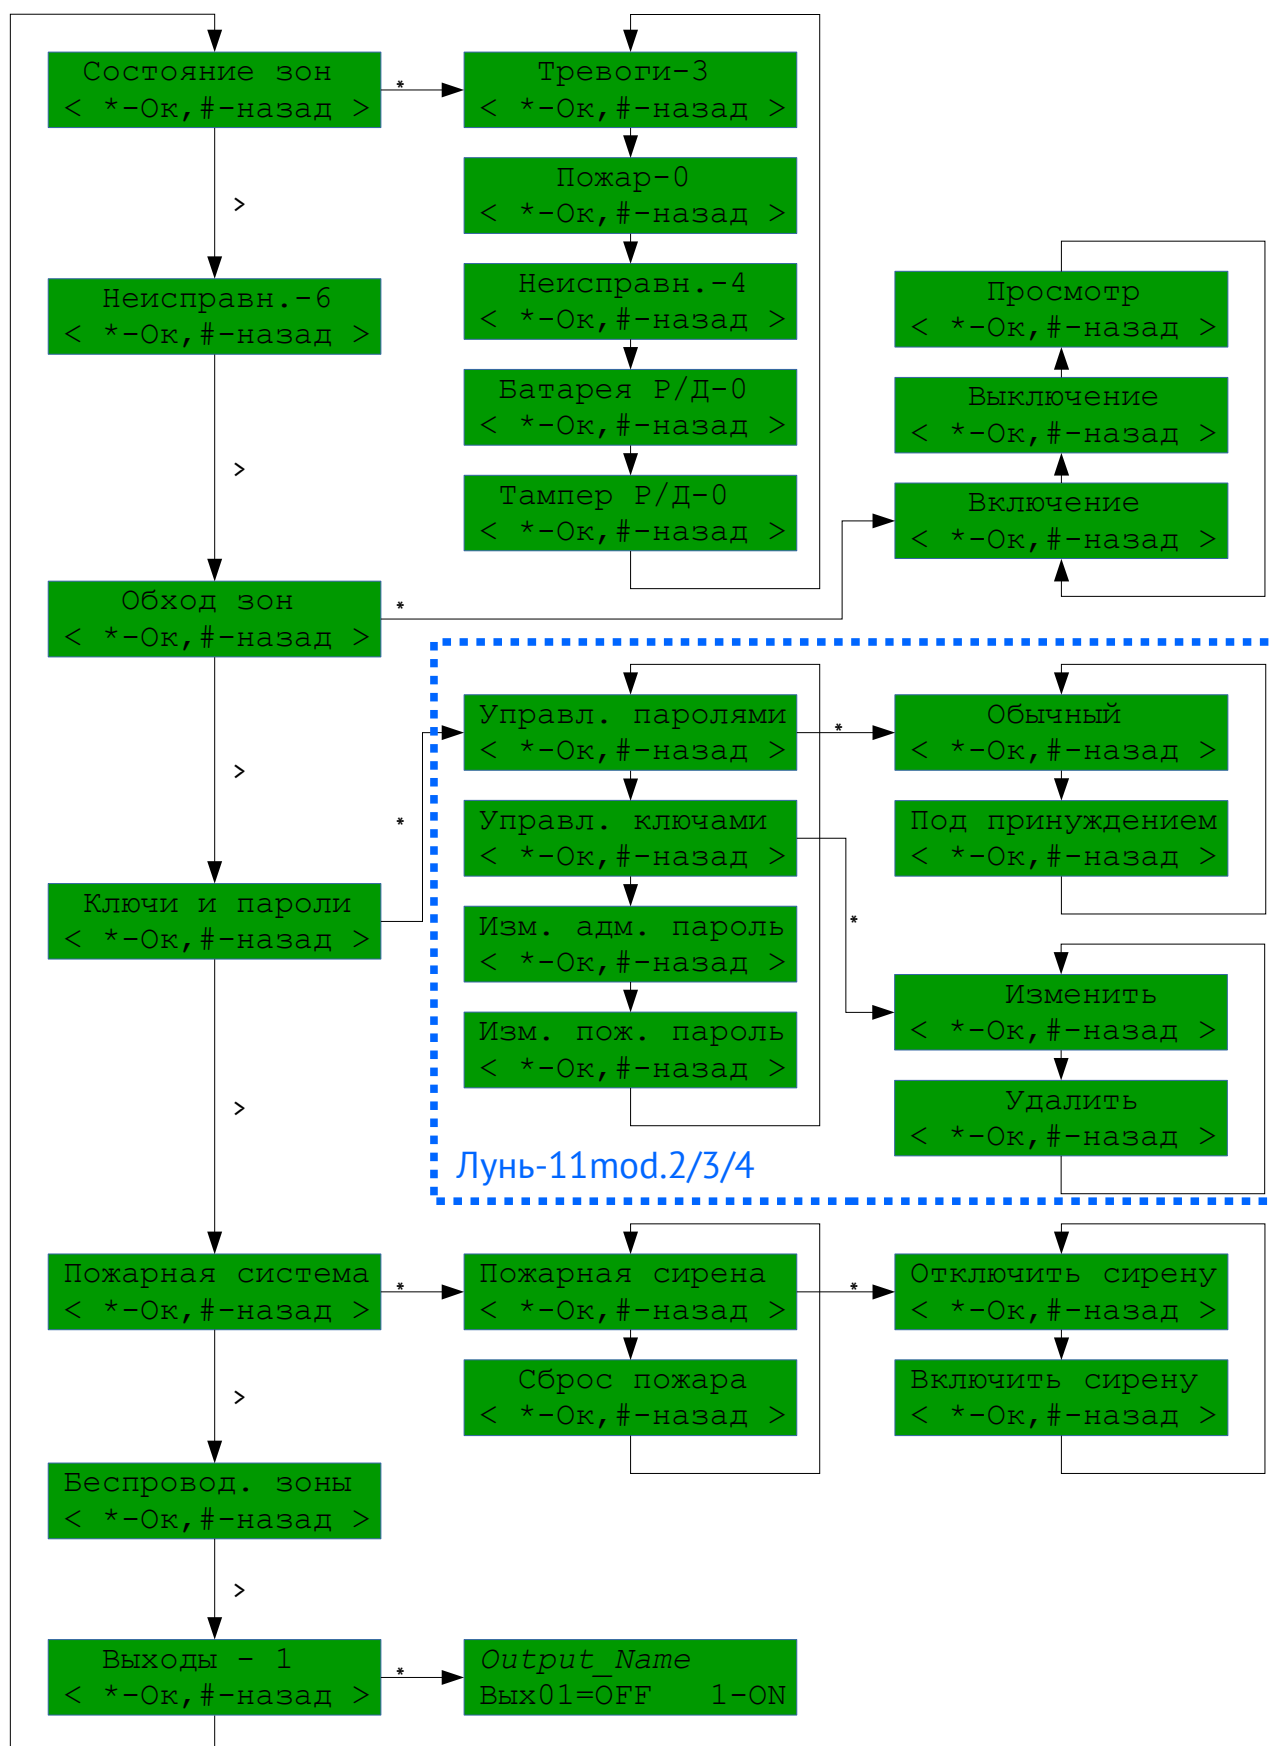 Состояние зон
< *-Ок,#-назад >
*
Тревоги-3
< *-Ок,#-назад >
Пожар-0
< *-Ок,#-назад >
>
Неисправн.-6
< *-Ок,#-назад >
Неисправн.-4
< *-Ок,#-назад >
Просмотр
< *-Ок,#-назад >
Батарея Р/Д-0
< *-Ок,#-назад >
Выключение
< *-Ок,#-назад >
>
Тампер Р/Д-0
< *-Ок,#-назад >
Включение
< *-Ок,#-назад >
Обход зон
< *-Ок,#-назад >
*
>
Управл. паролями
< *-Ок,#-назад >
*
Обычный
< *-Ок,#-назад >
*
Управл. ключами
< *-Ок,#-назад >
Под принуждением
< *-Ок,#-назад >
Ключи и пароли
< *-Ок,#-назад >
Изм. адм. пароль
< *-Ок,#-назад >
*
Изменить
< *-Ок,#-назад >
Изм. пож. пароль
< *-Ок,#-назад >
>
Удалить
< *-Ок,#-назад >
Лунь-11mod.2/3/4
Пожарная система
< *-Ок,#-назад >
*
Пожарная сирена
< *-Ок,#-назад >
*
Отключить сирену
< *-Ок,#-назад >
>
Сброс пожара
< *-Ок,#-назад >
Включить сирену
< *-Ок,#-назад >
Беспровод. зоны
< *-Ок,#-назад >
>
Выходы - 1
< *-Ок,#-назад >
*
Output_Name
Вых01=OFF 1-ON